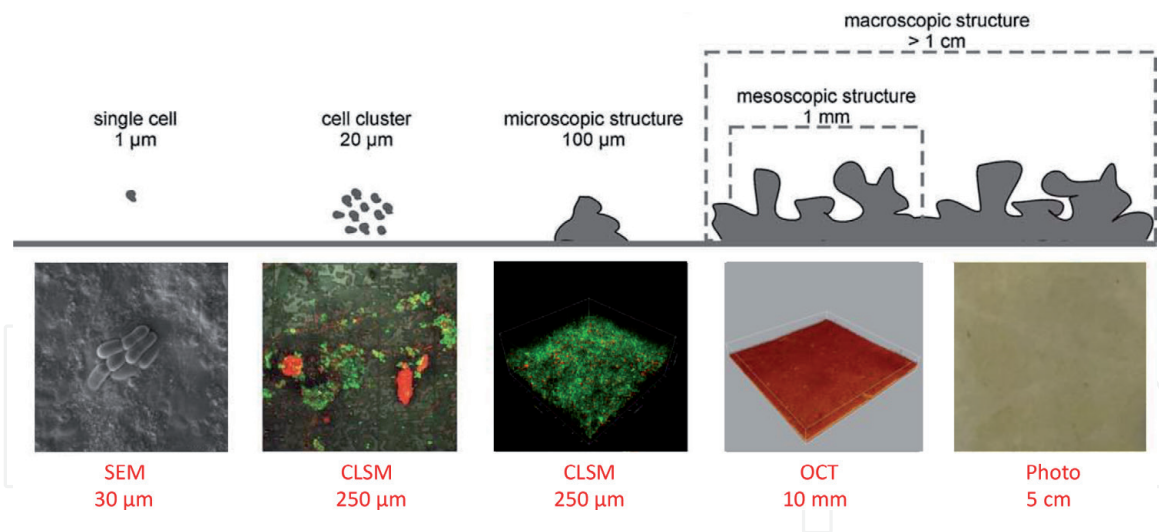 macroscopic structure
> 1 cm
mesoscopic structure
1 mm
single cell
1 µm
cell cluster
20 µm
microscopic structure
100 µm
SEM
30 µm
CLSM
250 µm
CLSM
250 µm
OCT
10 mm
Photo
5 cm